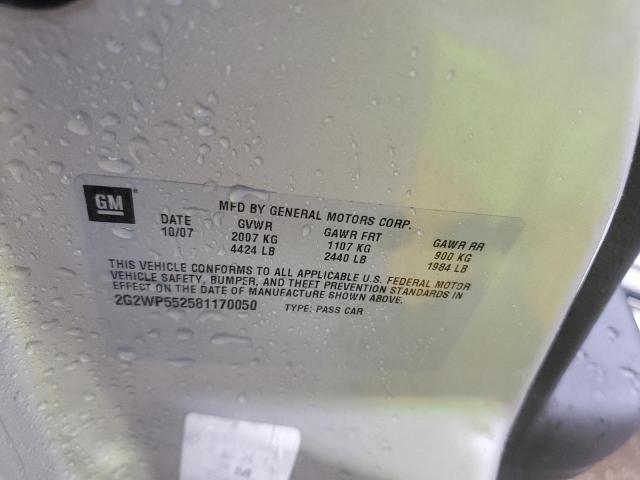 GM
MFD BY GENERAL MOTORS CORP.
DATE GVWR GAWR FRT GAWR RR
10/07 2007 KG 1107 KG 900 KG
4424 LB 2440 LB 1984 LB
THIS VEHICLE CONFORMS TO ALL APPLICABLE U.S. FEDERAL MOTOR
VEHICLE SAFETY, BUMPER, AND THEFT PREVENTION STANDARDS IN
EFFECT ON THE DATE OF MANUFACTURE SHOWN ABOVE.
2G2WP552581170050 TYPE: PASS CAR